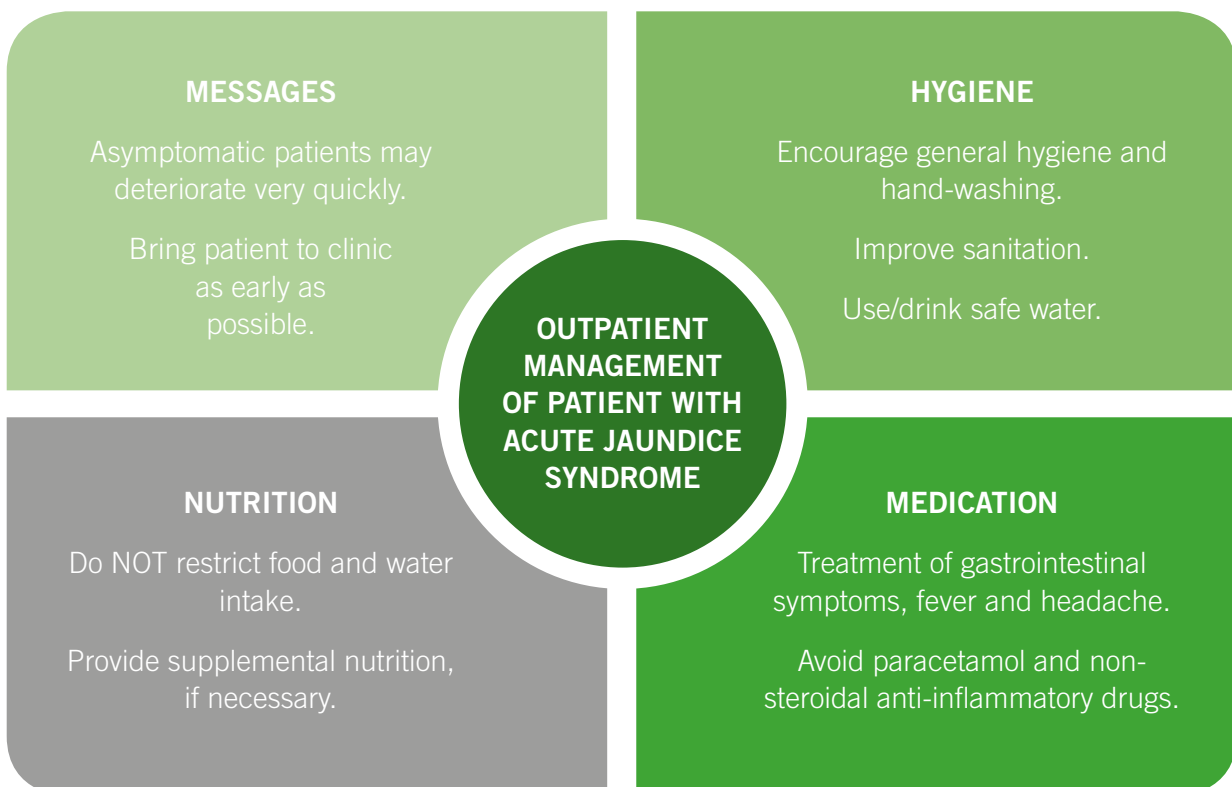 MESSAGES
Asymptomatic patients may
deteriorate very quickly.
Bring patient to clinic
as early as
possible.
HYGIENE
Encourage general hygiene and
hand-washing.
Improve sanitation.
Use/drink safe water.
OUTPATIENT
MANAGEMENT
OF PATIENT WITH
ACUTE JAUNDICE
SYNDROME
NUTRITION
Do NOT restrict food and water
intake.
Provide supplemental nutrition,
if necessary.
MEDICATION
Treatment of gastrointestinal
symptoms, fever and headache.
Avoid paracetamol and non-
steroidal anti-inflammatory drugs.